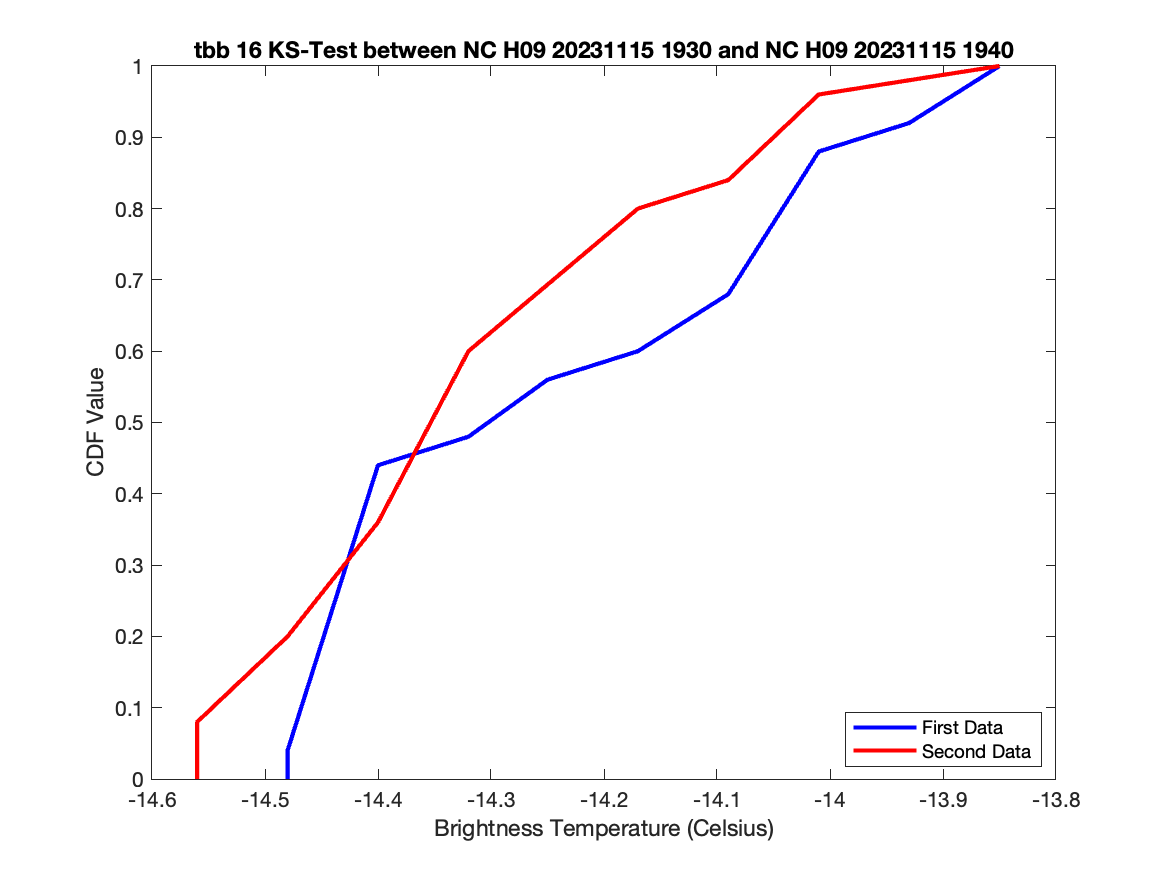 tbb 16 KS-Test between NC H09 20231115 1930 and NC H09 20231115 1940
1
0.9
0.8
0.7
0.6
0.5
0.4
0.3
0.2
0.1
0
CDF Value
-14.6 -14.5 -14.4 -14.3 -14.2 -14.1 -14 -13.9 -13.8
Brightness Temperature (Celsius)
First Data
Second Data